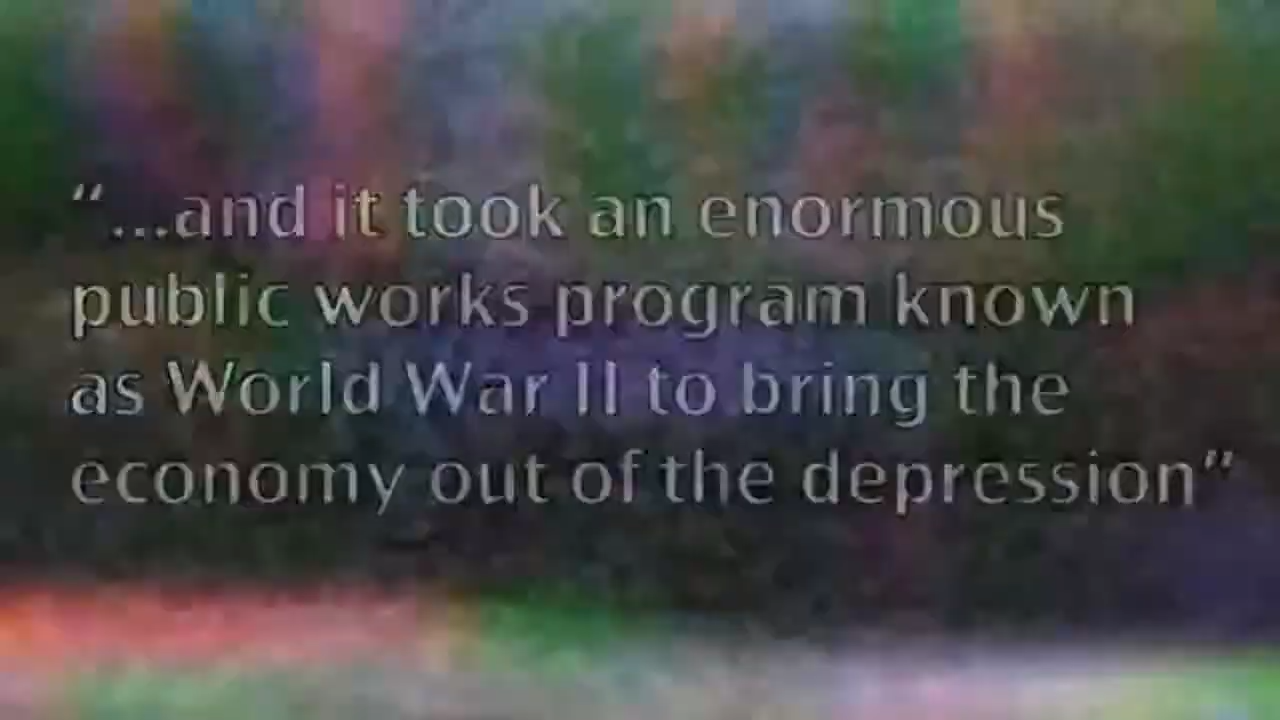 “...and it took an enormous
public works program known
as World War II to bring the
economy out of the depression”